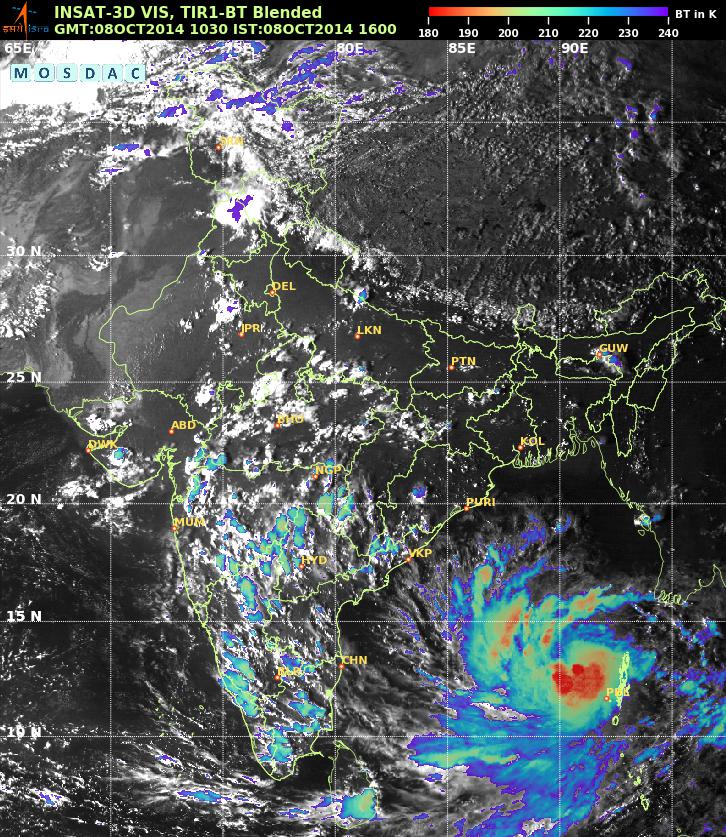 INSAT-3D VIS, TIR1-BT Blended
GMT:08OCT2014 1030 IST:08OCT2014 1600
BT in K
180 190 200 210 220 230 240
65E 75E 80E 85E 90E
MOSDAC
30 N
DEL
JPR
LKN
GUW
PTN
25 N
ABD
BHO
DWK
KOL
NGP
20 N
PURI
MUM
VKP
HYD
15 N
CHN
PBL
10 N